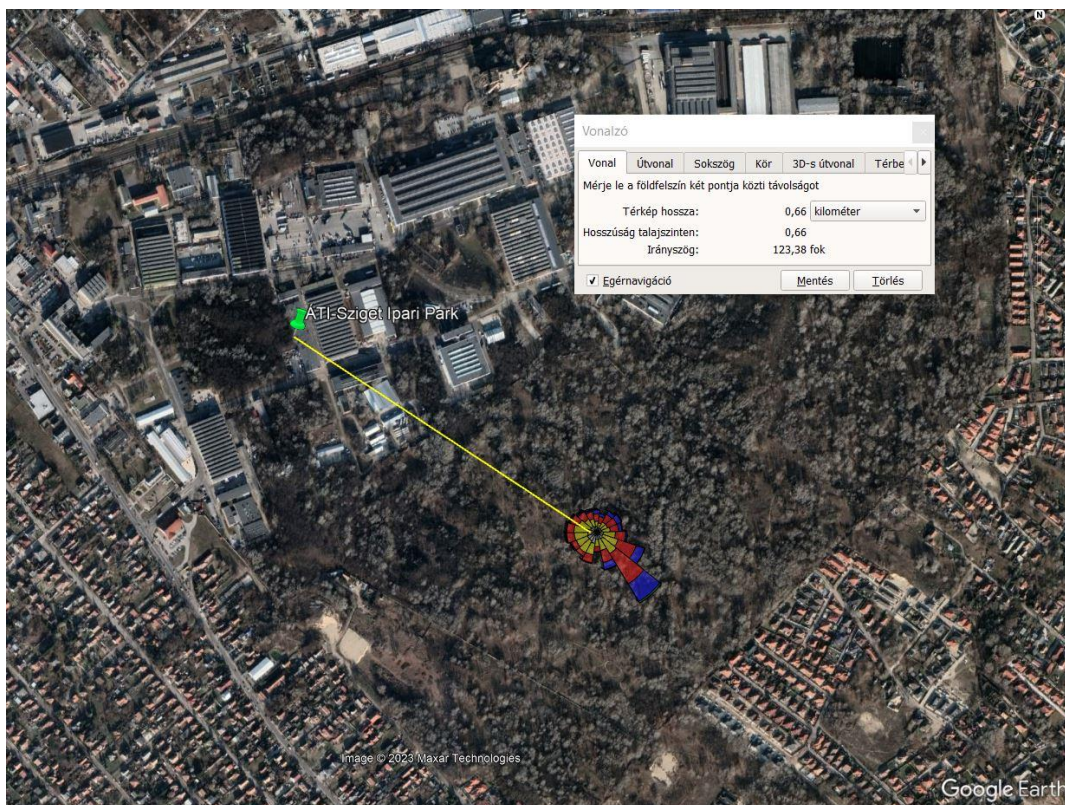 N
Vonalzó
Vonal Útvonal Sokszög Kör 3D-s útvonal Térbe
Mérje le a földfelszín két pontja közti távolságot
Térkép hossza: 0,66 kilométer
Hosszúság talajszinten: 0,66
Irányszög: 123,38 fok
Egérnavigáció Mentés Törlés
ATI-Sziget Ipari Park
Image © 2023 Maxar Technologies
Google Earth